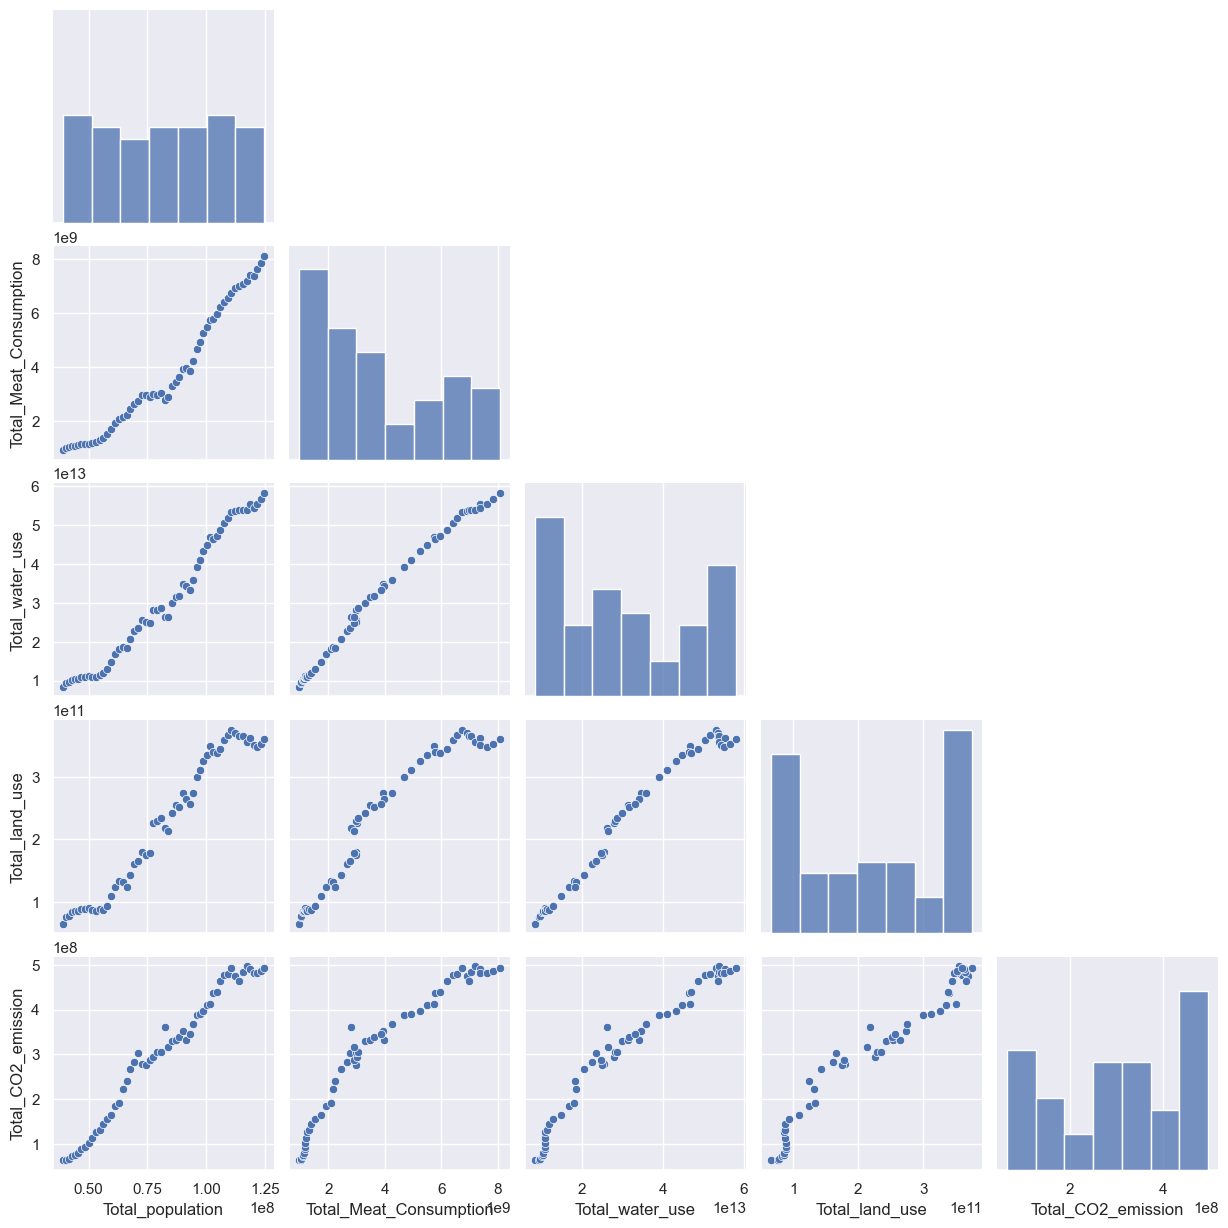 1e9
8
6
4
2
Total_Meat_Consumption
1e13
6
5
4
3
2
1
Total_water_use
1e11
3
2
1
Total_land_use
1e8
5
4
3
2
1
Total_CO2_emission
0.50 0.75 1.00 1.25
Total_population 1e8
2 4 6 8
Total_Meat_Consumption 1e9
2 4 6
Total_water_use 1e13
1 2 3
Total_land_use 1e11
2 4
Total_CO2_emission 1e8